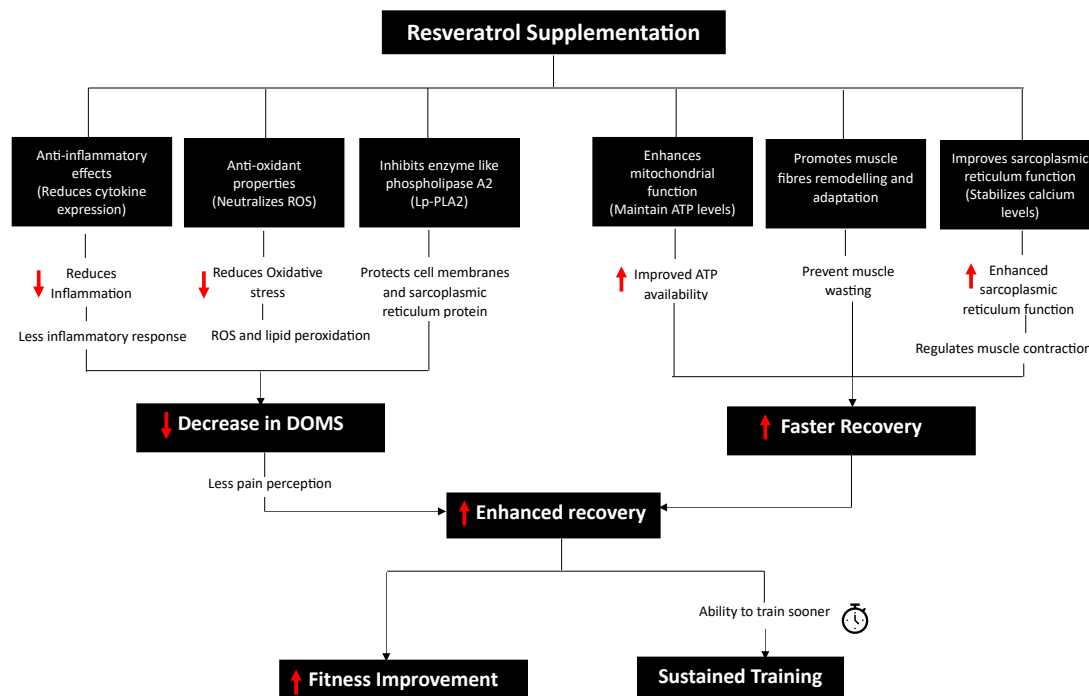 Resveratrol Supplementation
Anti-inflammatory
effects
(Reduces cytokine
expression)
Anti-oxidant
properties
(Neutralizes ROS)
Inhibits enzyme like
phospholipase A2
(Lp-PLA2)
Enhances
mitochondrial
function
(Maintain ATP levels)
Promotes muscle
fibres remodelling and
adaptation
Improves sarcoplasmic
reticulum function
(Stabilizes calcium
levels)
Reduces
Inflammation
Reduces Oxidative
stress
Protects cell membranes
and sarcoplasmic
reticulum protein
Improved ATP
availability
Prevent muscle
wasting
Enhanced
sarcoplasmic
reticulum function
Less inflammatory response
ROS and lipid peroxidation
Regulates muscle contraction
Decrease in DOMS
Faster Recovery
Less pain perception
Enhanced recovery
Ability to train sooner
Fitness Improvement
Sustained Training